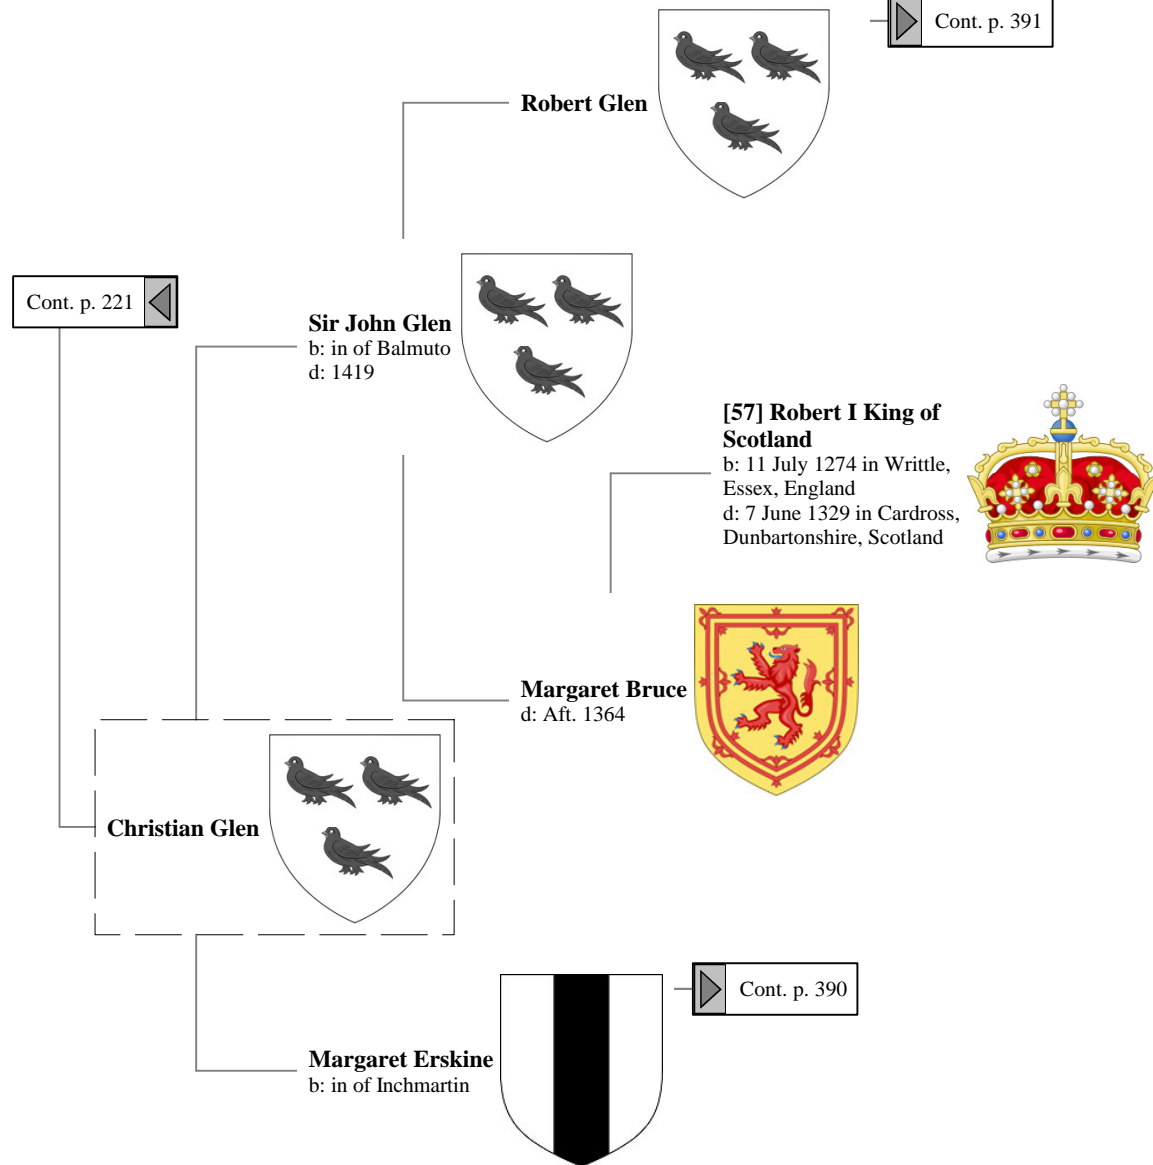 Cont. p. 391
Robert Glen
Cont. p. 221
Sir John Glen
b: in of Balmuto
d: 1419
[57] Robert I King of
Scotland
b: 11 July 1274 in Writtle,
Essex, England
d: 7 June 1329 in Cardross,
Dunbartonshire, Scotland
Margaret Bruce
d: Aft. 1364
Christian Glen
Cont. p. 390
Margaret Erskine
b: in of Inchmartin